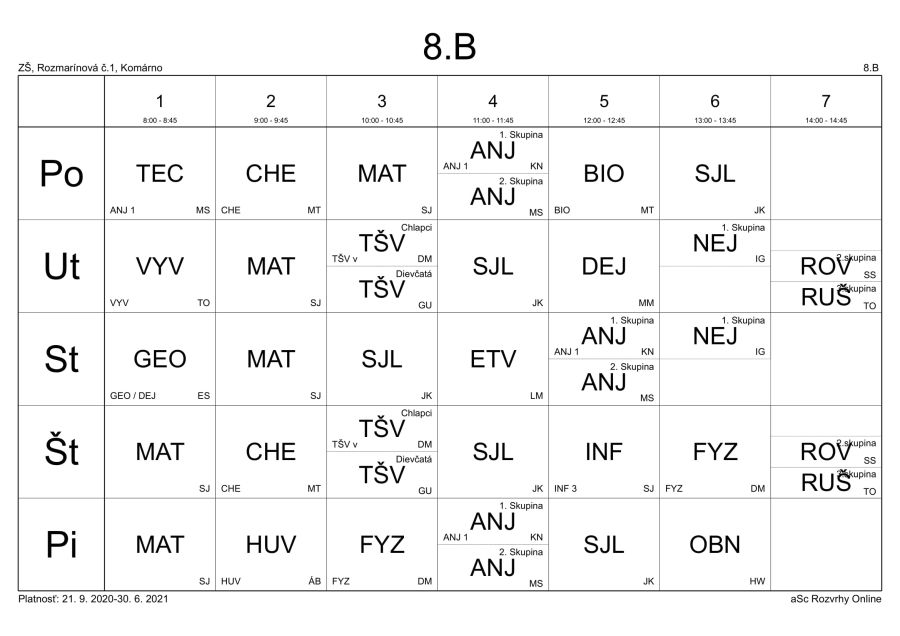 8.B
ZŠ, Rozmarínová č.1, Komárno
8.B
1 2 3 4 5 6 7
8:00 - 8:45 9:00 - 9:45 10:00 - 10:45 11:00 - 11:45 12:00 - 12:45 13:00 - 13:45 14:00 - 14:45
Po
TEC
ANJ 1 MS
CHE
CHE MT
MAT
SJ
1. Skupina
ANJ
ANJ 1 KN
2. Skupina
ANJ
MS
BIO
BIO MT
SJL
JK
Ut
VYV
VYV TO
MAT
SJ
Chlapci
TŠV
TŠV v DM
Dievčatá
TŠV
GU
SJL
JK
DEJ
MM
1. Skupina
NEJ
IG
2.skupina
ROV
SS
RUŠ
TO
St
GEO
GEO / DEJ ES
MAT
SJ
SJL
JK
ETV
LM
1. Skupina
ANJ
ANJ 1 KN
2. Skupina
ANJ
MS
1. Skupina
NEJ
IG
Št
MAT
SJ
CHE
CHE MT
Chlapci
TŠV
TŠV v DM
Dievčatá
TŠV
GU
SJL
JK
INF
INF 3 SJ
FYZ
FYZ DM
2.skupina
ROV
SS
RUŠ
TO
Pi
MAT
SJ
HUV
HUV ÁB
FYZ
FYZ DM
1. Skupina
ANJ
ANJ 1 KN
2. Skupina
ANJ
MS
SJL
JK
OBN
HW
Platnosť: 21. 9. 2020-30. 6. 2021
aSc Rozvrhy Online